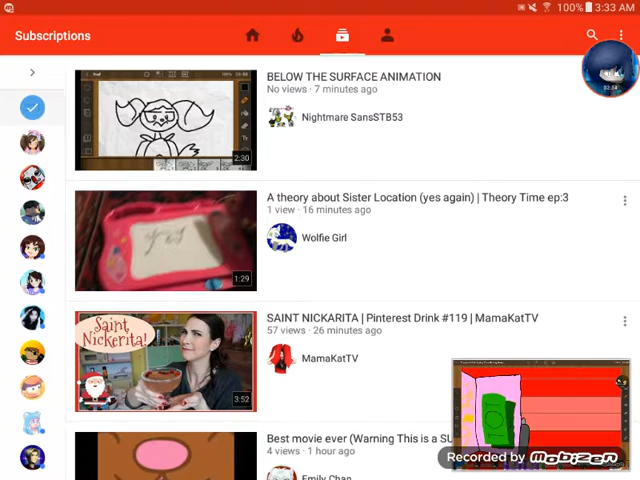 100% 3:33 AM
Subscriptions
02:54
BELOW THE SURFACE ANIMATION
No views · 7 minutes ago
Nightmare SansSTB53
2:30
A theory about Sister Location (yes again) | Theory Time ep:3
1 view · 16 minutes ago
Wolfie Girl
1:29
SAINT NICKARITA | Pinterest Drink #119 | MamaKatTV
57 views · 26 minutes ago
MamaKatTV
Saint
Nickerita!
3:52
Best movie ever (Warning This is a SU
4 views · 1 hour ago
Emily Chan
Recorded by Mobizen